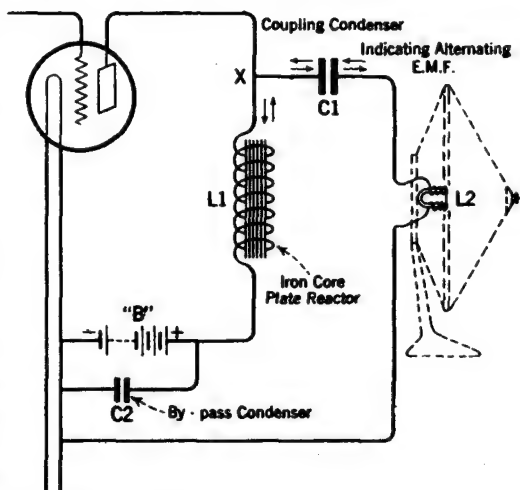 Coupling Condenser
Indicating Alternating
E.M.F.
X
C1
L1
L2
Iron Core
Plate Reactor
"B"
- +
C2
By-pass Condenser